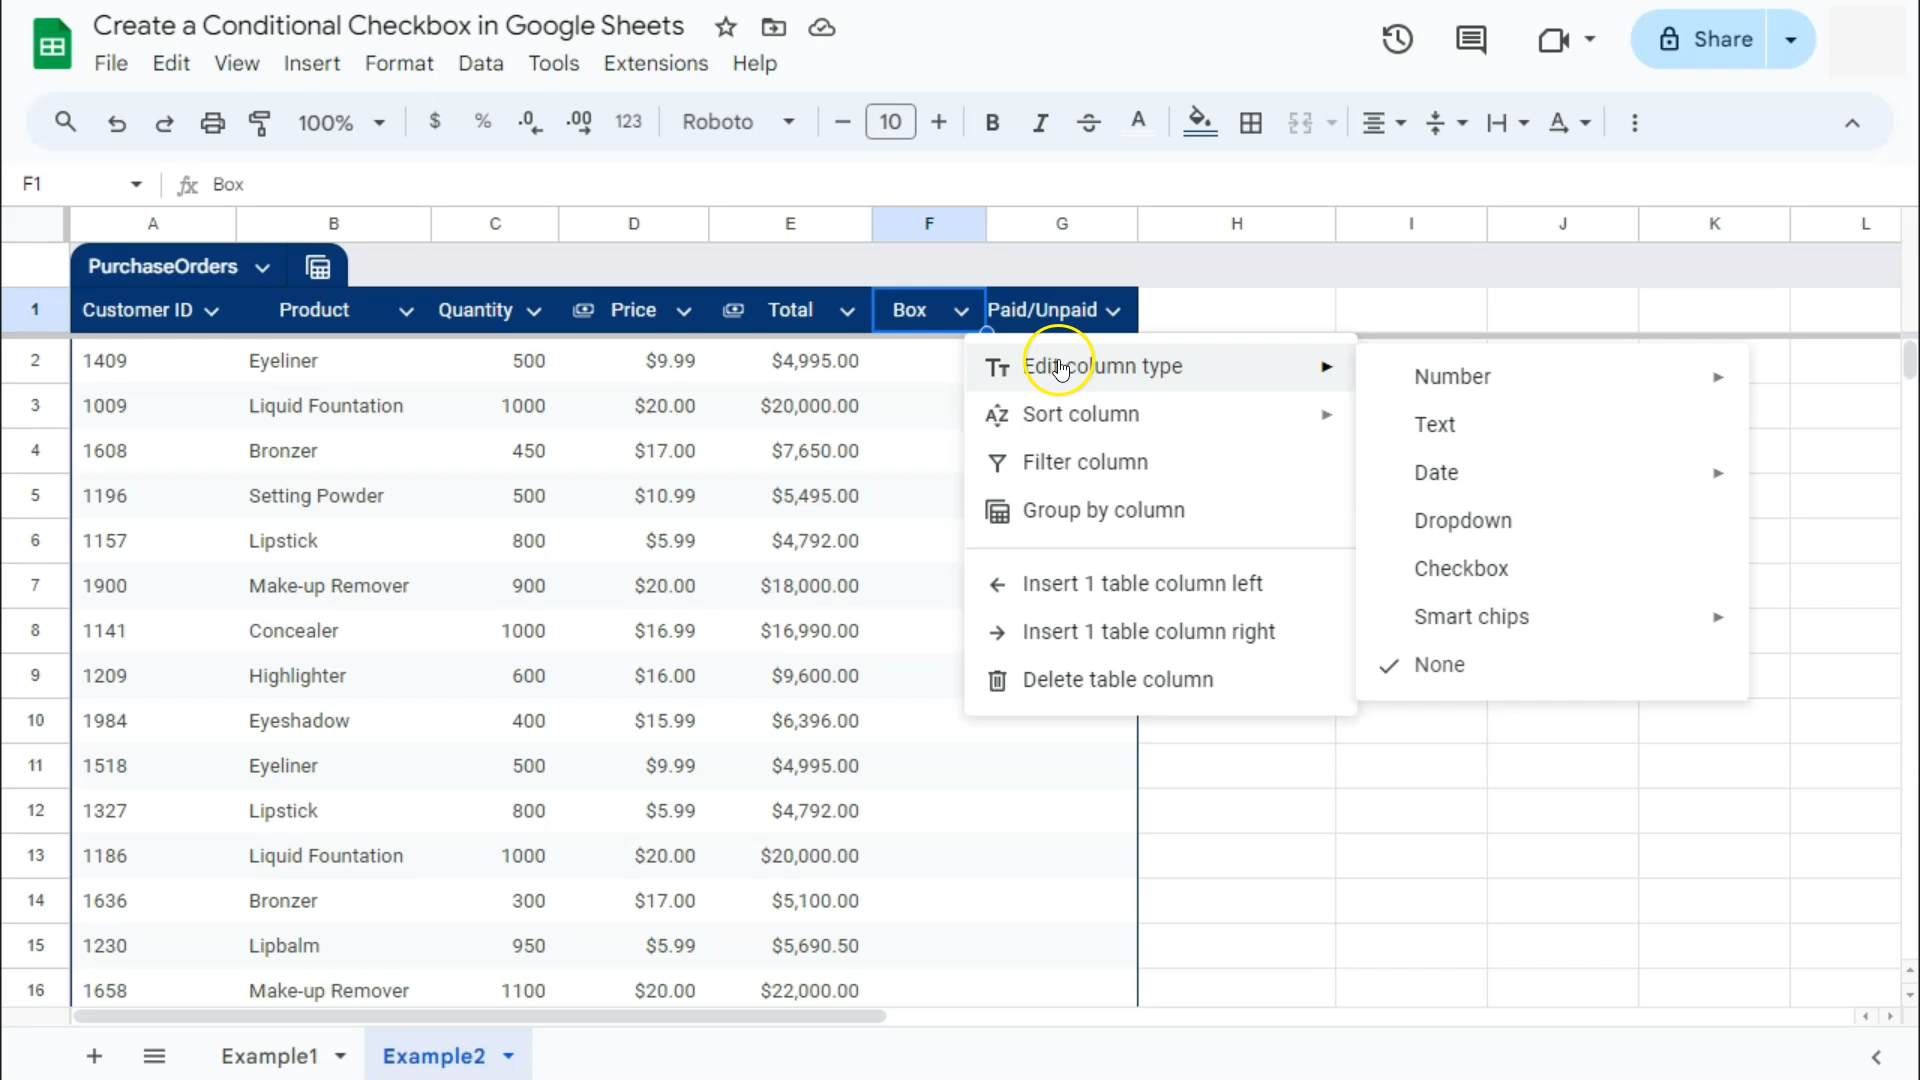 Create a Conditional Checkbox in Google Sheets
File Edit View Insert Format Data Tools Extensions Help
Share
100% $ % .0 .00 123 Roboto 10 B I A
F1 fx Box
A B C D E F G H I J K L
PurchaseOrders
1 Customer ID Product Quantity Price Total Box Paid/Unpaid
2 1409 Eyeliner 500 $9.99 $4,995.00
3 1009 Liquid Fountation 1000 $20.00 $20,000.00
4 1608 Bronzer 450 $17.00 $7,650.00
5 1196 Setting Powder 500 $10.99 $5,495.00
6 1157 Lipstick 800 $5.99 $4,792.00
7 1900 Make-up Remover 900 $20.00 $18,000.00
8 1141 Concealer 1000 $16.99 $16,990.00
9 1209 Highlighter 600 $16.00 $9,600.00
10 1984 Eyeshadow 400 $15.99 $6,396.00
11 1518 Eyeliner 500 $9.99 $4,995.00
12 1327 Lipstick 800 $5.99 $4,792.00
13 1186 Liquid Fountation 1000 $20.00 $20,000.00
14 1636 Bronzer 300 $17.00 $5,100.00
15 1230 Lipbalm 950 $5.99 $5,690.50
16 1658 Make-up Remover 1100 $20.00 $22,000.00
Edit column type
Sort column
Filter column
Group by column
Insert 1 table column left
Insert 1 table column right
Delete table column
Number
Text
Date
Dropdown
Checkbox
Smart chips
None
Example1 Example2